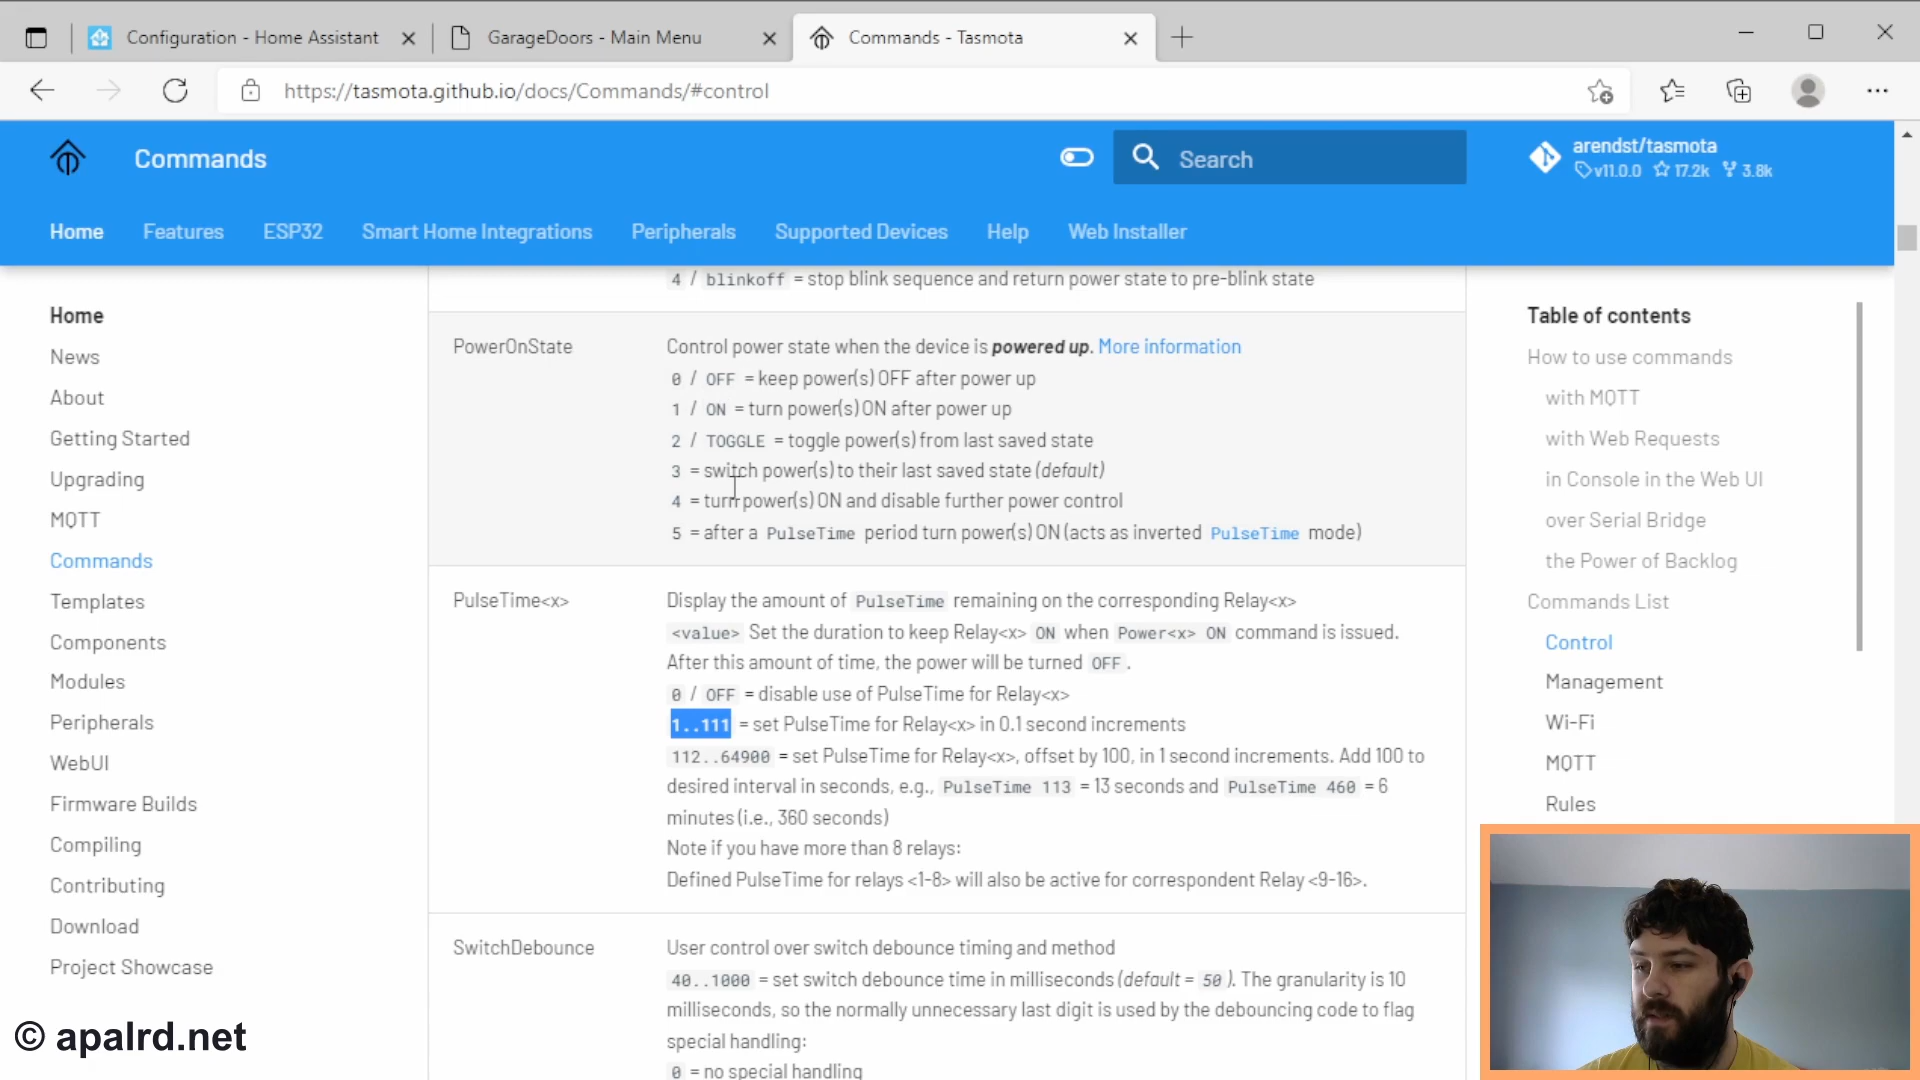 Configuration - Home Assistant
GarageDoors - Main Menu
Commands - Tasmota
https://tasmota.github.io/docs/Commands/#control
Commands
Search
arendst/tasmota
v11.0.0 17.2k 3.8k
Home Features ESP32 Smart Home Integrations Peripherals Supported Devices Help Web Installer
Home
News
About
Getting Started
Upgrading
MQTT
Commands
Templates
Components
Modules
Peripherals
WebUI
Firmware Builds
Compiling
Contributing
Download
Project Showcase
4 / blinkoff = stop blink sequence and return power state to pre-blink state
PowerOnState
Control power state when the device is powered up. More information
0 / OFF = keep power(s) OFF after power up
1 / ON = turn power(s) ON after power up
2 / TOGGLE = toggle power(s) from last saved state
3 = switch power(s) to their last saved state (default)
4 = turn power(s) ON and disable further power control
5 = after a PulseTime period turn power(s) ON (acts as inverted PulseTime mode)
PulseTime<x>
Display the amount of PulseTime remaining on the corresponding Relay<x>
<value> Set the duration to keep Relay<x> ON when Power<x> ON command is issued.
After this amount of time, the power will be turned OFF.
0 / OFF = disable use of PulseTime for Relay<x>
1..111 = set PulseTime for Relay<x> in 0.1 second increments
112..64900 = set PulseTime for Relay<x>, offset by 100, in 1 second increments. Add 100 to
desired interval in seconds, e.g., PulseTime 113 = 13 seconds and PulseTime 460 = 6
minutes (i.e., 360 seconds)
Note if you have more than 8 relays:
Defined PulseTime for relays <1-8> will also be active for correspondent Relay <9-16>.
SwitchDebounce
User control over switch debounce timing and method
40..1000 = set switch debounce time in milliseconds (default = 50). The granularity is 10
milliseconds, so the normally unnecessary last digit is used by the debouncing code to flag
special handling:
0 = no special handling
Table of contents
How to use commands
with MQTT
with Web Requests
in Console in the Web UI
over Serial Bridge
the Power of Backlog
Commands List
Control
Management
Wi-Fi
MQTT
Rules
© apalrd.net